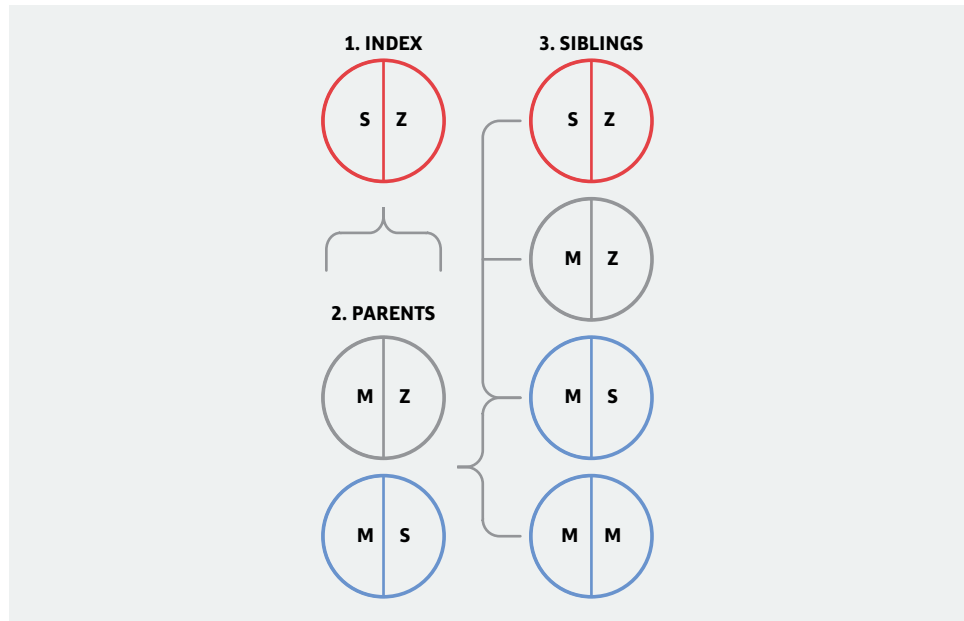 1. INDEX
S Z
2. PARENTS
M Z
M S
3. SIBLINGS
S Z
M Z
M S
M M